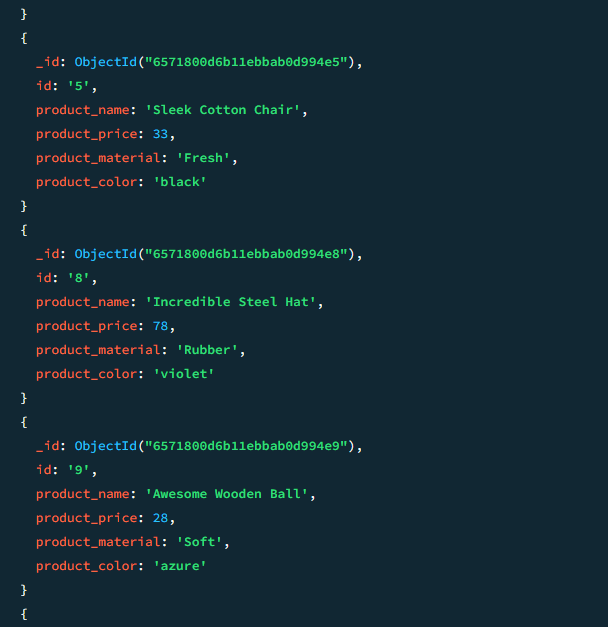 }
{
_id: ObjectId("6571800d6b11ebbab0d994e5"),
id: '5',
product_name: 'Sleek Cotton Chair',
product_price: 33,
product_material: 'Fresh',
product_color: 'black'
}
{
_id: ObjectId("6571800d6b11ebbab0d994e8"),
id: '8',
product_name: 'Incredible Steel Hat',
product_price: 78,
product_material: 'Rubber',
product_color: 'violet'
}
{
_id: ObjectId("6571800d6b11ebbab0d994e9"),
id: '9',
product_name: 'Awesome Wooden Ball',
product_price: 28,
product_material: 'Soft',
product_color: 'azure'
}
{